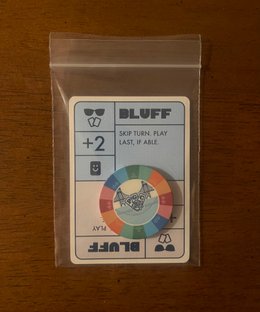 BLUFF
+2
SKIP TURN. PLAY
LAST, IF ABLE
PLAY
BLUFF